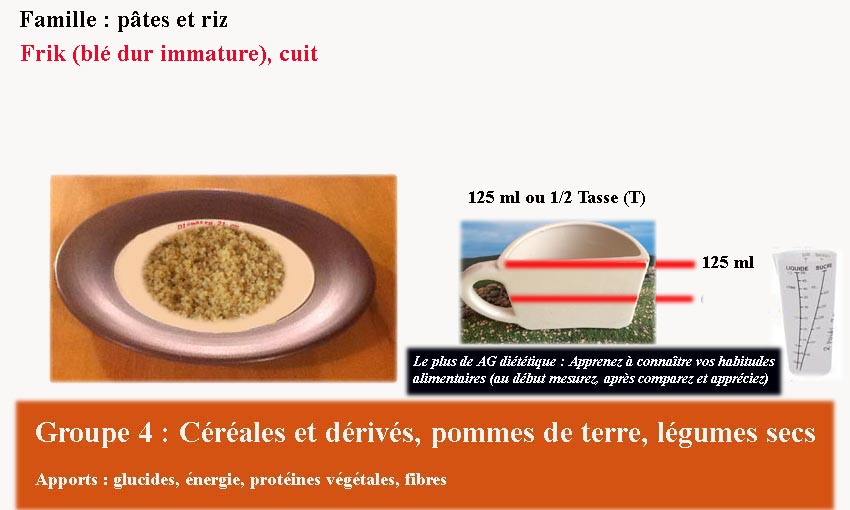 Famille : pâtes et riz
Frik (blé dur immature), cuit
125 ml ou 1/2 Tasse (T)
125 ml
LIQUIDE SUCRE
Le plus de AG diététique : Apprenez à connaître vos habitudes
alimentaires (au début mesurez, après comparez et appréciez)
Groupe 4 : Céréales et dérivés, pommes de terre, légumes secs
Apports : glucides, énergie, protéines végétales, fibres